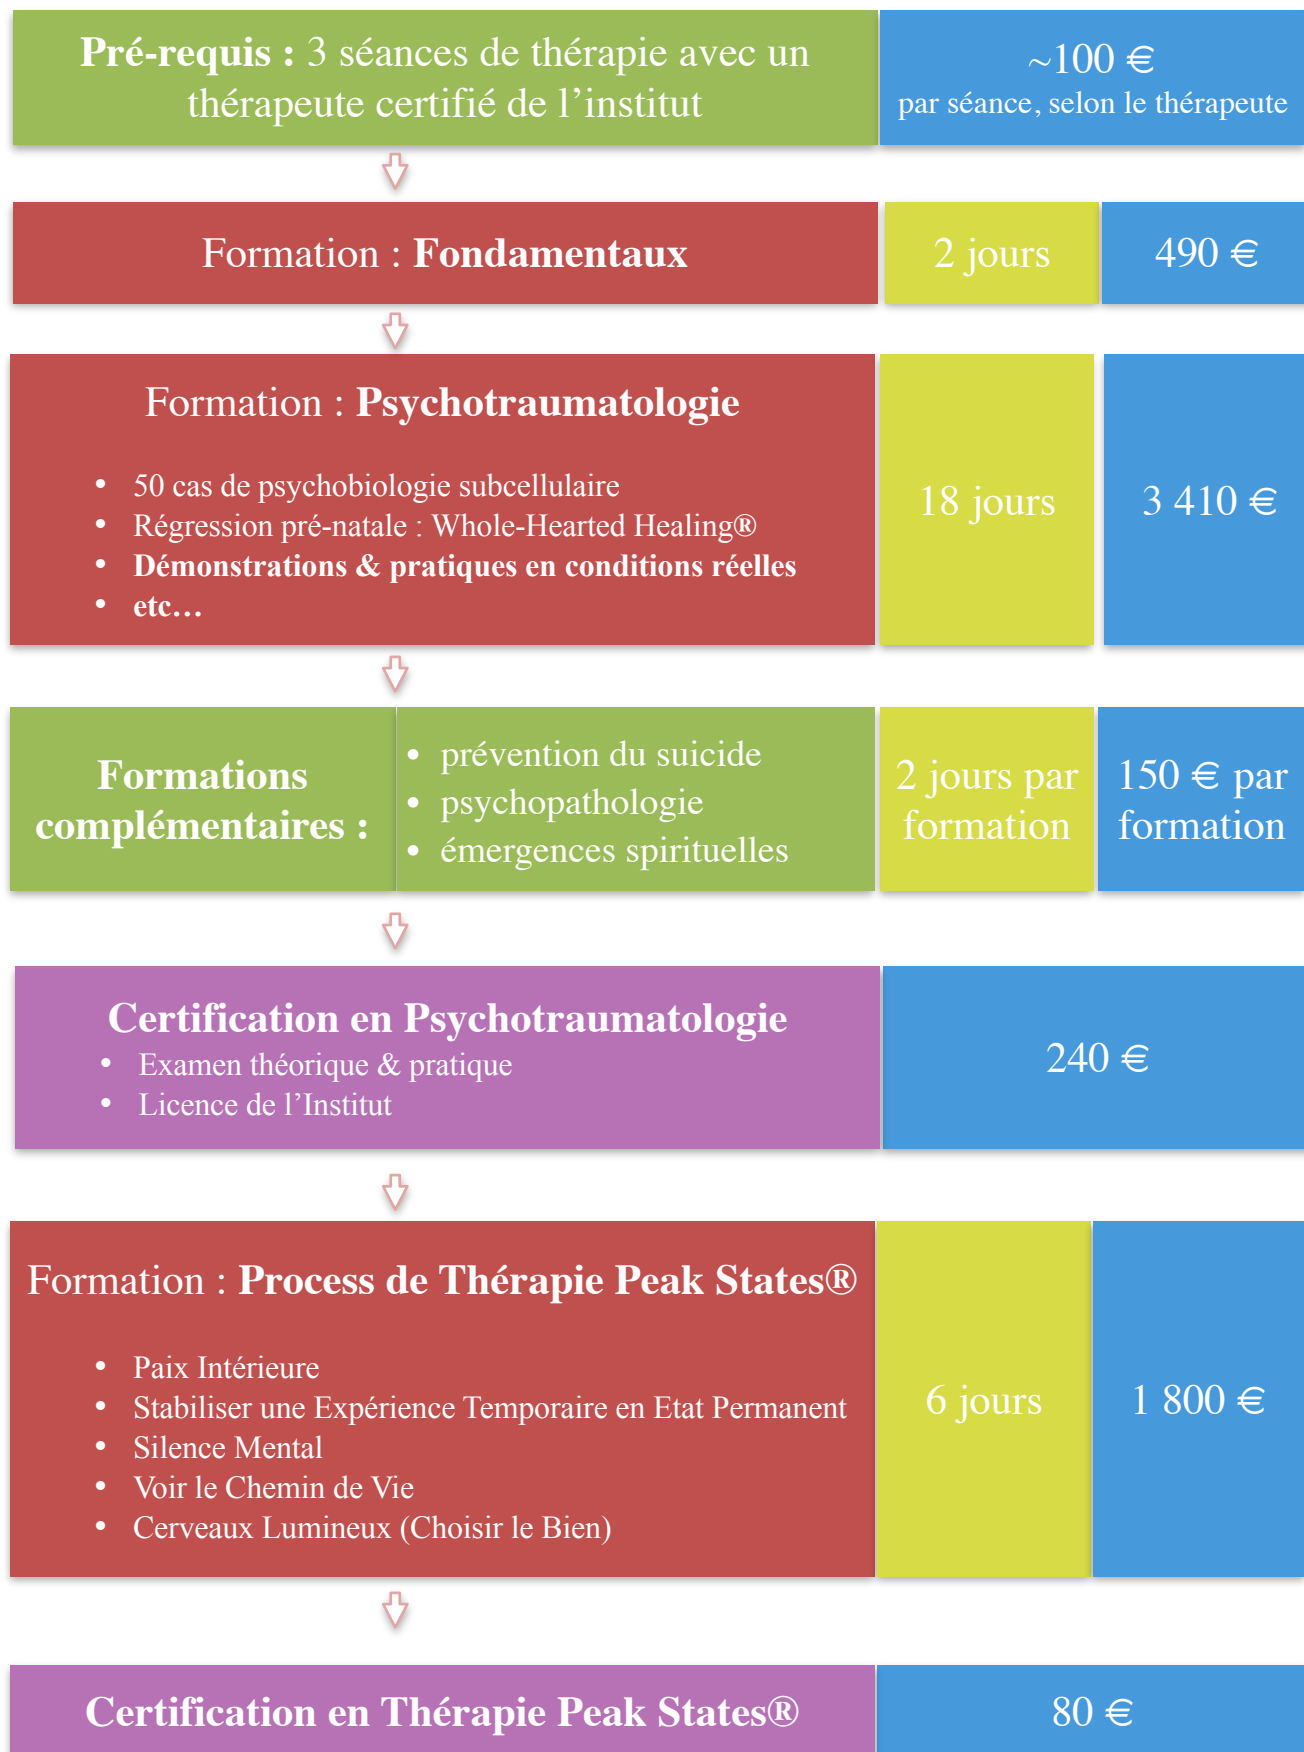 Pré-requis : 3 séances de thérapie avec un
thérapeute certifié de l’institut
~100 €
par séance, selon le thérapeute
Formation : Fondamentaux
2 jours
490 €
Formation : Psychotraumatologie
• 50 cas de psychobiologie subcellulaire
• Régression pré-natale : Whole-Hearted Healing®
• Démonstrations & pratiques en conditions réelles
• etc…
18 jours
3 410 €
Formations
complémentaires :
• prévention du suicide
• psychopathologie
• émergences spirituelles
2 jours par
formation
150 € par
formation
Certification en Psychotraumatologie
• Examen théorique & pratique
• Licence de l’Institut
240 €
Formation : Process de Thérapie Peak States®
• Paix Intérieure
• Stabiliser une Expérience Temporaire en Etat Permanent
• Silence Mental
• Voir le Chemin de Vie
• Cerveaux Lumineux (Choisir le Bien)
6 jours
1 800 €
Certification en Thérapie Peak States®
80 €